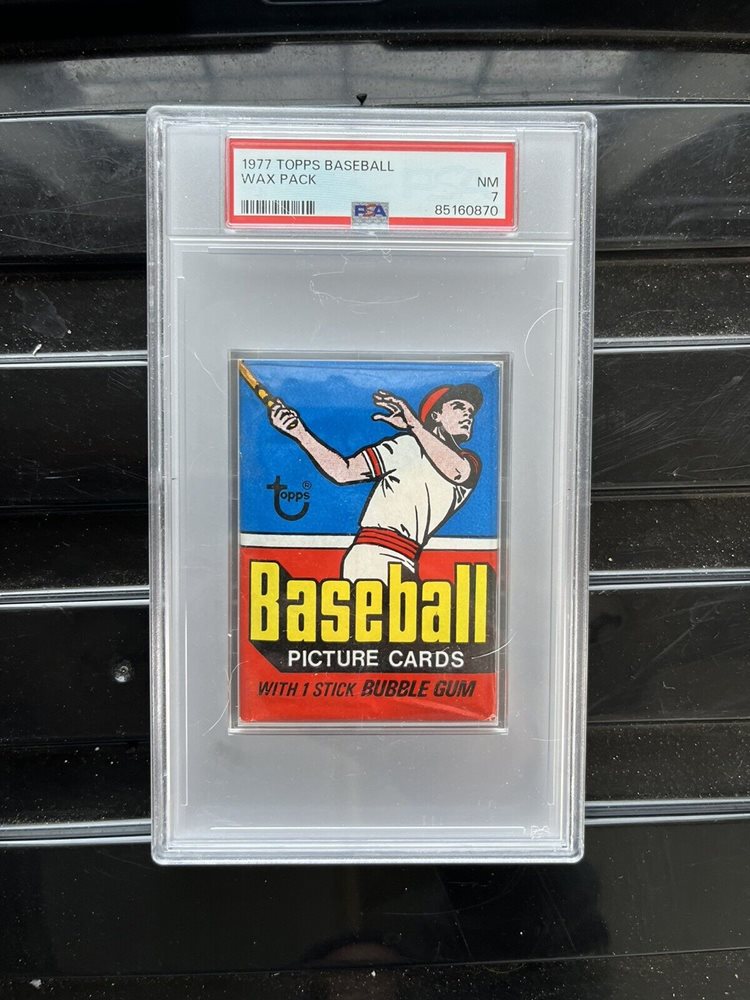 1977 TOPPS BASEBALL
WAX PACK
NM
7
PSA
85160870
Topps ®
Baseball
PICTURE CARDS
WITH 1 STICK BUBBLE GUM